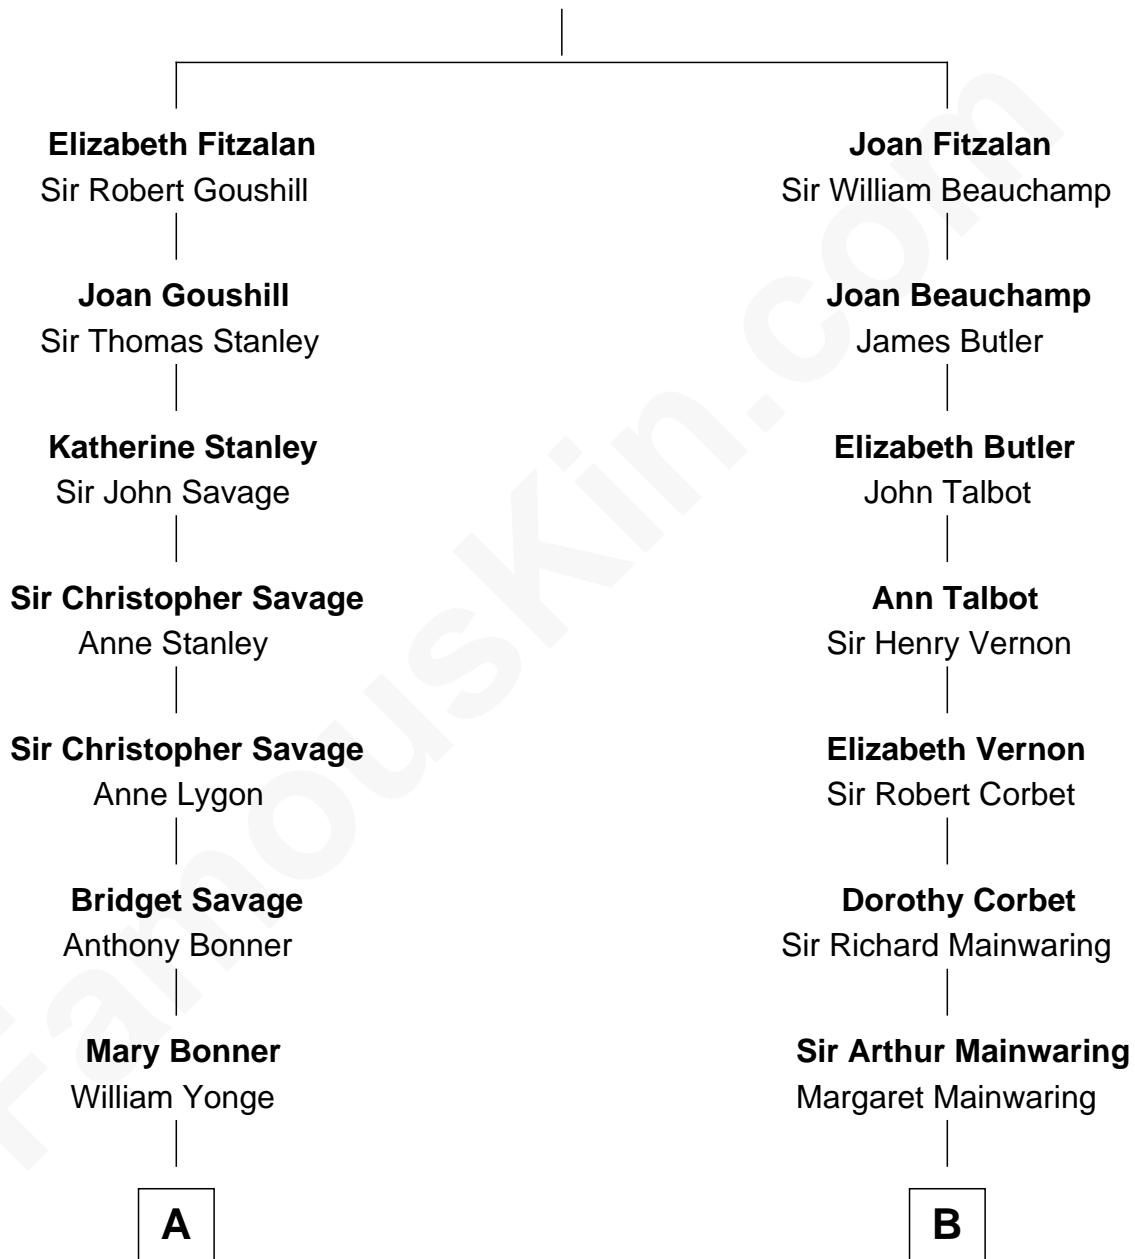 Elizabeth Fitzalan
Sir Robert Goushill
Joan Goushill
Sir Thomas Stanley
Katherine Stanley
Sir John Savage
Sir Christopher Savage
Anne Stanley
Sir Christopher Savage
Anne Lygon
Bridget Savage
Anthony Bonner
Mary Bonner
William Yonge
A
Joan Fitzalan
Sir William Beauchamp
Joan Beauchamp
James Butler
Elizabeth Butler
John Talbot
Ann Talbot
Sir Henry Vernon
Elizabeth Vernon
Sir Robert Corbet
Dorothy Corbet
Sir Richard Mainwaring
Sir Arthur Mainwaring
Margaret Mainwaring
B
FamousKin.com